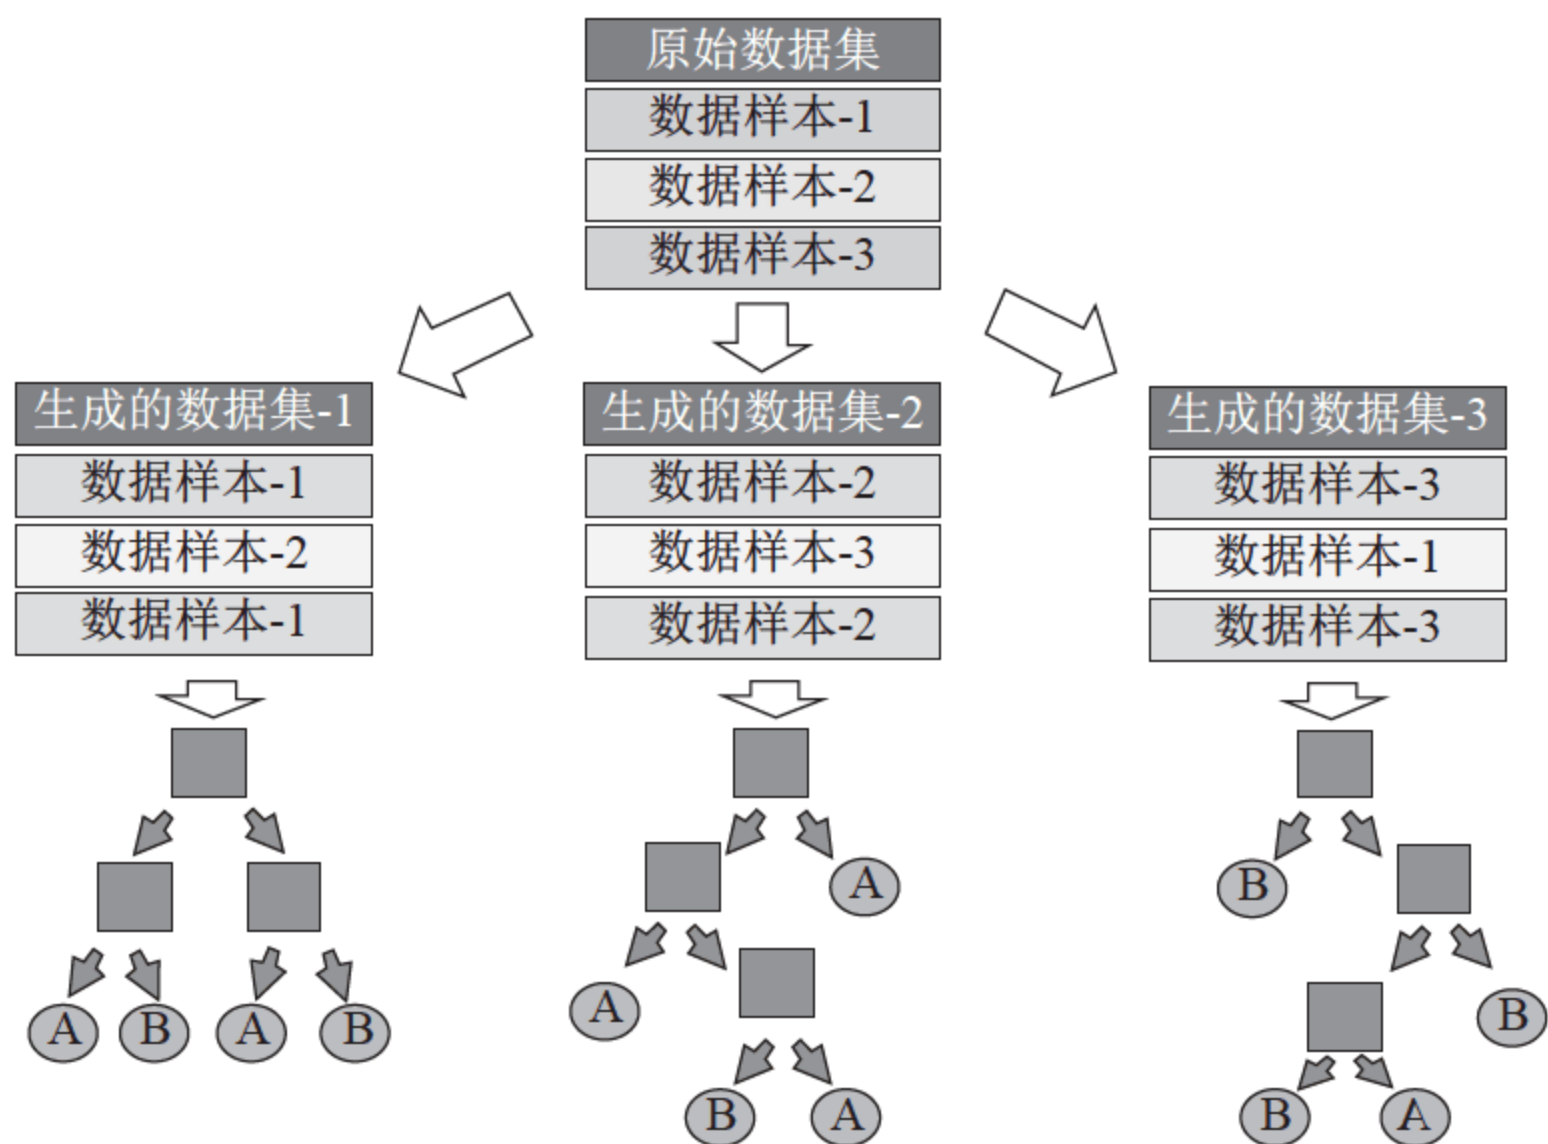 原始数据集
数据样本-1
数据样本-2
数据样本-3
生成的数据集-1
数据样本-1
数据样本-2
数据样本-1
生成的数据集-2
数据样本-2
数据样本-3
数据样本-2
生成的数据集-3
数据样本-3
数据样本-1
数据样本-3
A
B
A
B
A
A
B
A
B
B
B
A